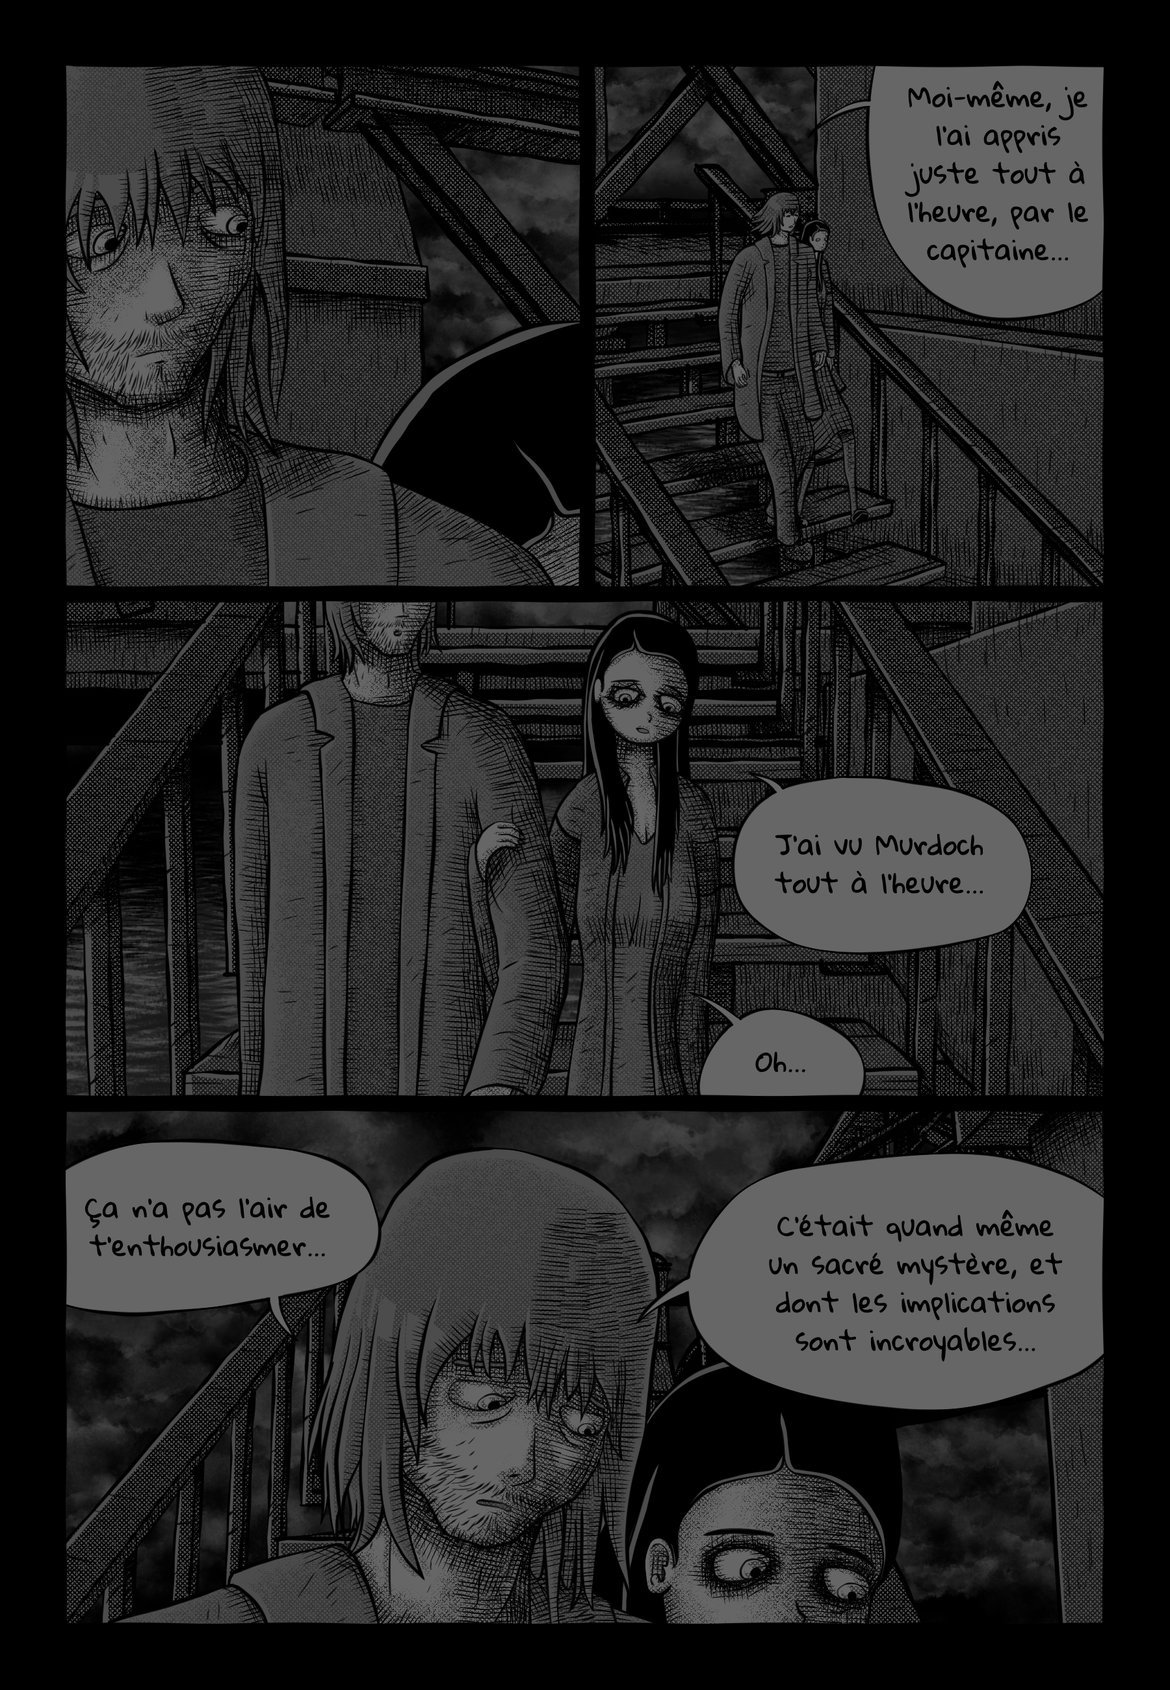 Moi-même, je
l'ai appris
juste tout à
l'heure, par le
capitaine...
J'ai vu Murdoch
tout à l'heure...
Oh...
Ça n'a pas l'air de
t'enthousiasmer...
C'était quand même
un sacré mystère, et
dont les implications
sont incroyables...